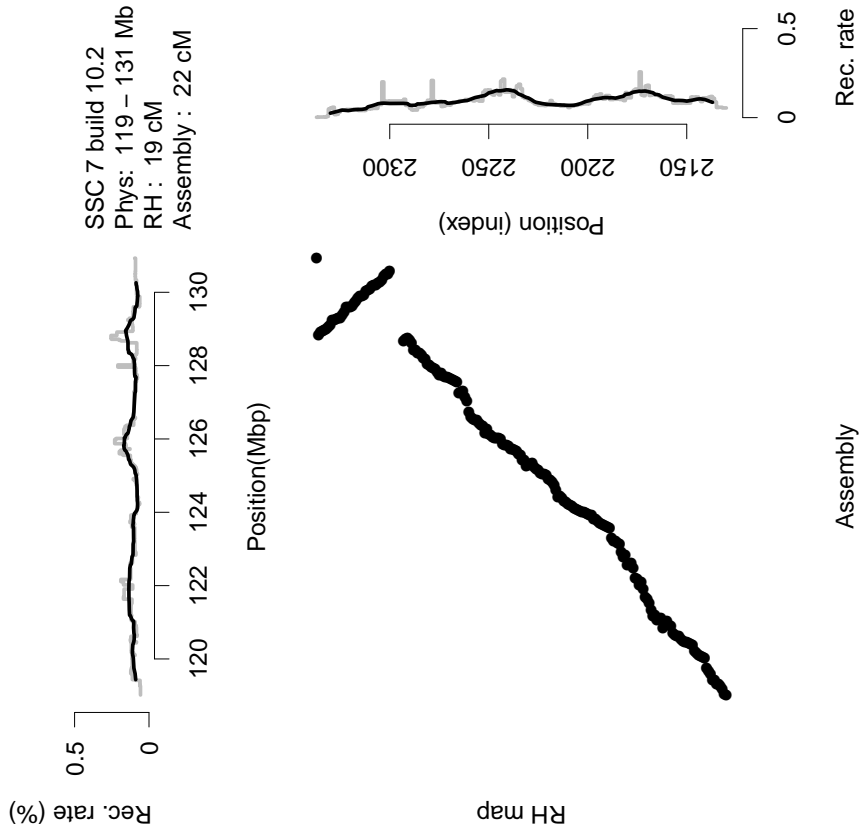 SSC 7 build 10.2
Phys: 119 – 131 Mb
RH : 19 cM
Assembly : 22 cM
Rec. rate (%)
0.5
0
120 122 124 126 128 130
Position(Mbp)
RH map
Assembly
Position (index)
2300 2250 2200 2150
0 0.5
Rec. rate